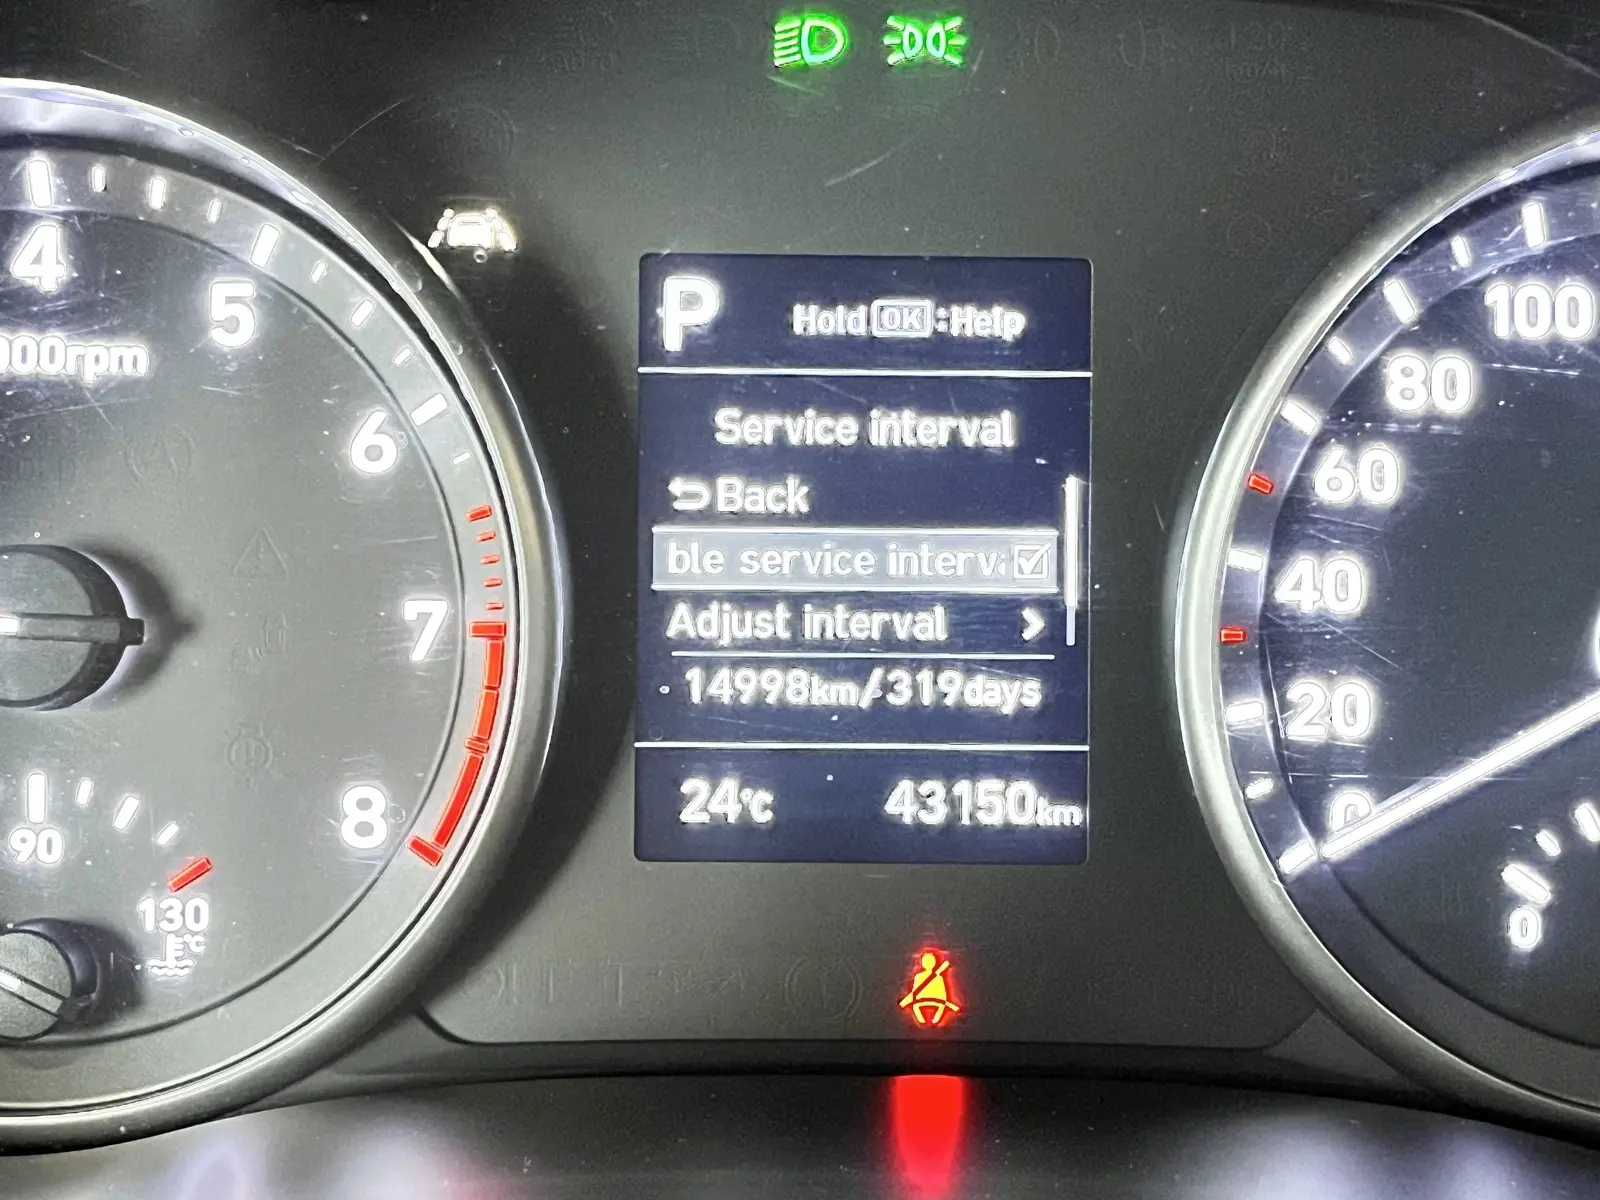 P
Hold OK : Help
Service interval
Back
ble service interv
Adjust interval >
14998km/319days
24°C 43150km
4
5
000rpm
6
7
8
90
130
°C
100
80
60
40
20
0
0